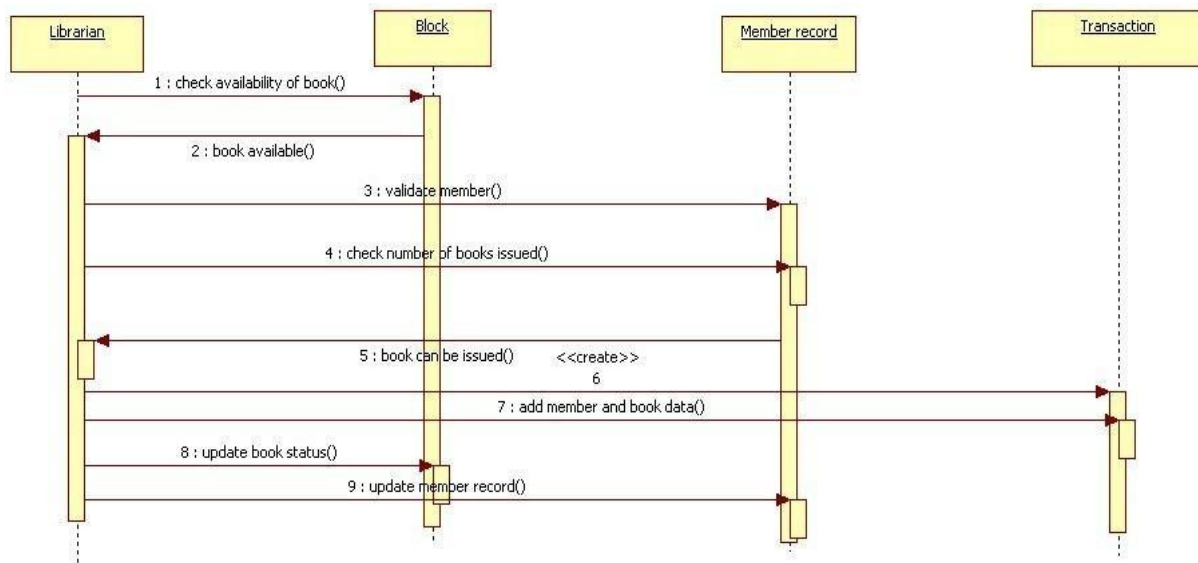 Librarian
Block
Member record
Transaction
1 : check availability of book()
2 : book available()
3 : validate member()
4 : check number of books issued()
5 : book can be issued()
<<create>>
6
7 : add member and book data()
8 : update book status()
9 : update member record()